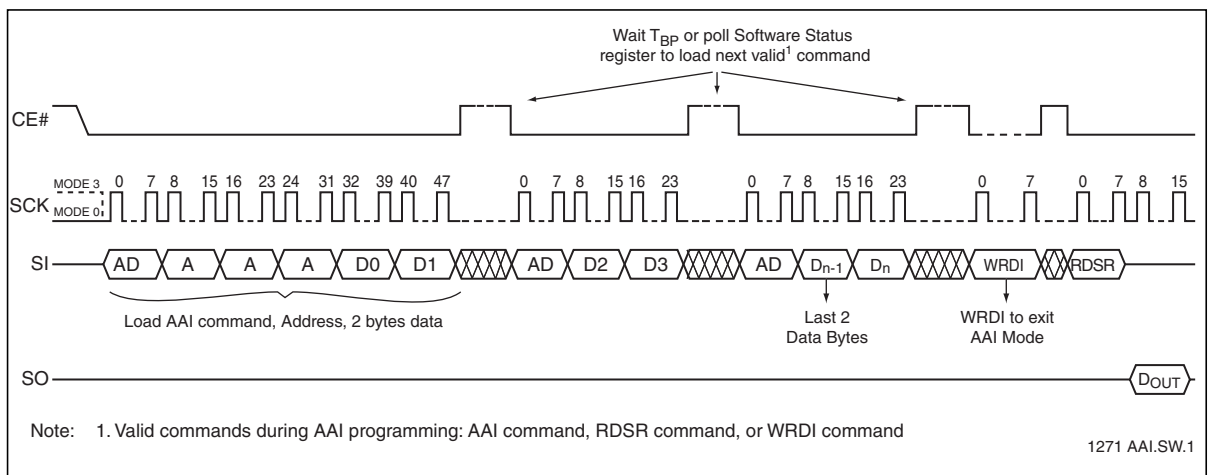 Wait TBP or poll Software Status
register to load next valid1 command
CE#
MODE 3
SCK
MODE 0
0 7 8 15 16 23 24 31 32 39 40 47 0 7 8 15 16 23 0 7 8 15 16 23 0 7 0 7 8 15
SI
AD A A A D0 D1 AD D2 D3 AD Dn-1 Dn WRDI RDSR
Load AAI command, Address, 2 bytes data
Last 2
Data Bytes
WRDI to exit
AAI Mode
SO
DOUT
Note: 1. Valid commands during AAI programming: AAI command, RDSR command, or WRDI command
1271 AAI.SW.1